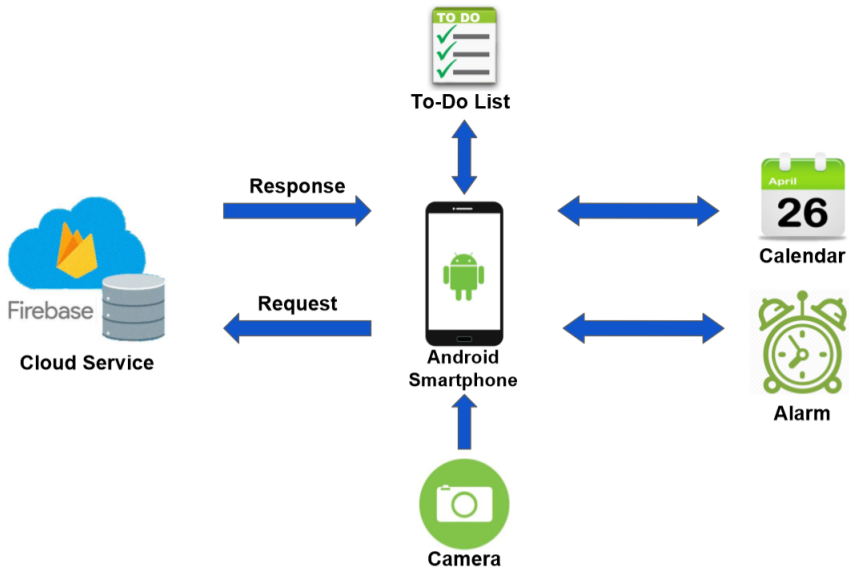 TO DO
To-Do List
Response
April
26
Calendar
Firebase
Request
Cloud Service
Android
Smartphone
Alarm
Camera